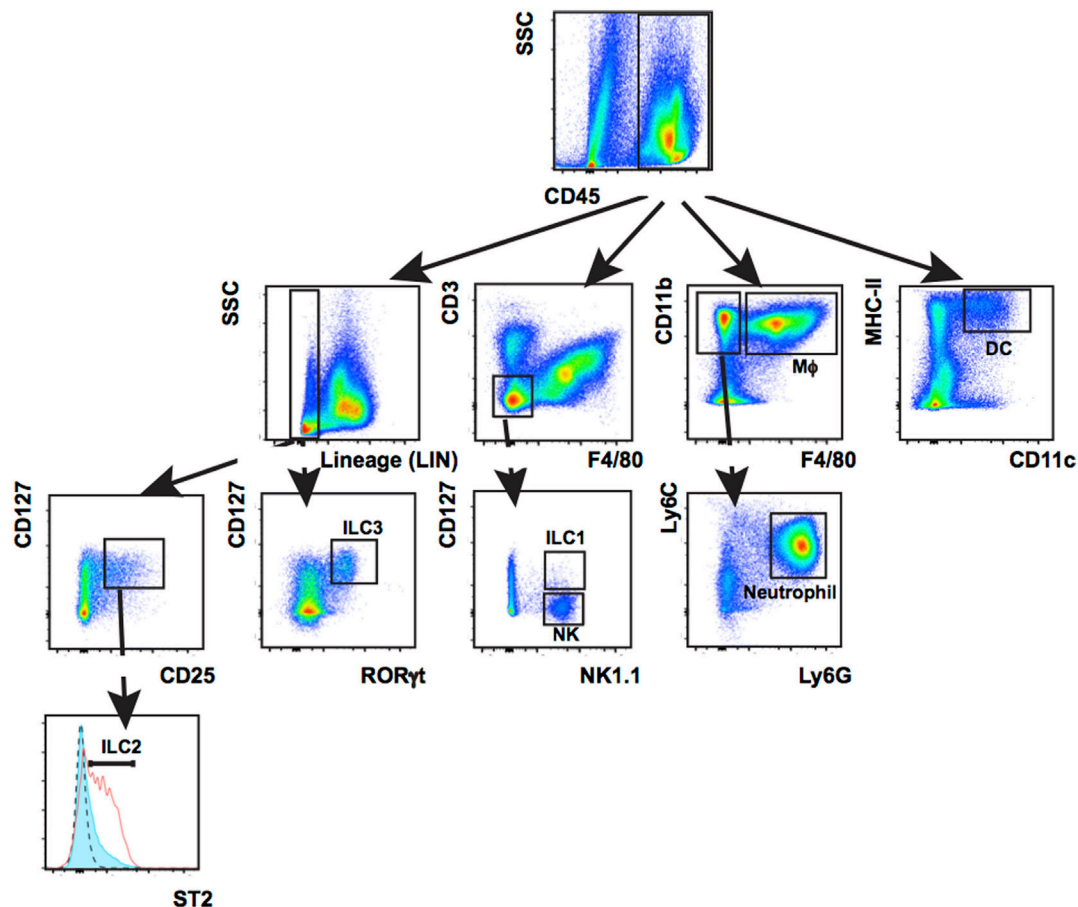 SSC
CD45
SSC
Lineage (LIN)
CD3
F4/80
CD11b
Mϕ
F4/80
MHC-II
DC
CD11c
CD127
CD25
CD127
ILC3
RORγt
CD127
ILC1
NK
NK1.1
Ly6C
Neutrophil
Ly6G
ILC2
ST2